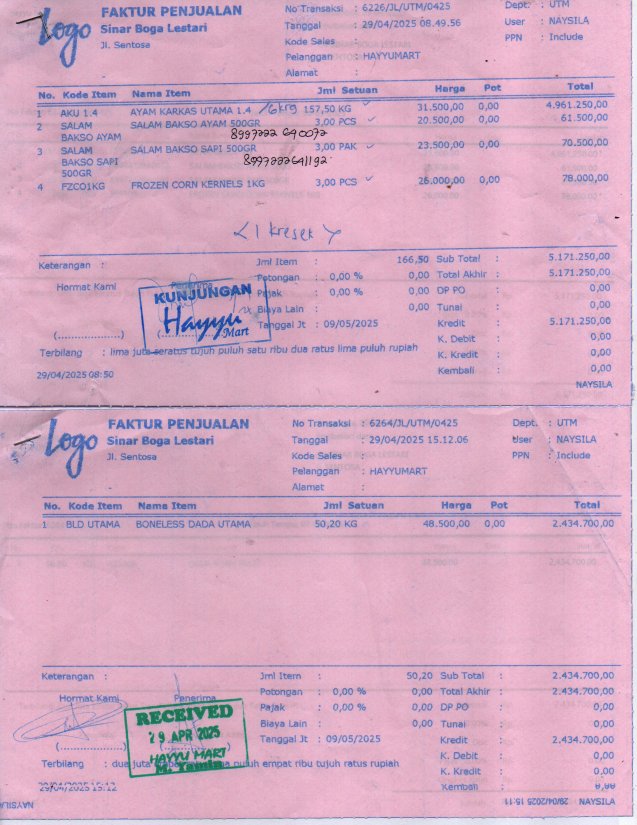 Logo
FAKTUR PENJUALAN
Sinar Boga Lestari
Jl. Sentosa
No Transaksi : 6226/JL/UTM/0425
Tanggal : 29/04/2025 08.49.56
Kode Sales :
Pelanggan : HAYYUMART
Alamat :
Dept. : UTM
User : NAYSILA
PPN : Include
No. Kode Item Nama Item Jml Satuan Harga Pot Total
1 AKU 1.4 AYAM KARKAS UTAMA 1.4 157,50 KG 31.500,00 0,00 4.961.250,00
2 SALAM BAKSO AYAM SALAM BAKSO AYAM 500GR 3,00 PCS 20.500,00 0,00 61.500,00
8997222 640072
3 SALAM BAKSO SAPI 500GR SALAM BAKSO SAPI 500GR 3,00 PAK 23.500,00 0,00 70.500,00
8997222641192
4 FZCO1KG FROZEN CORN KERNELS 1KG 3,00 PCS 26.000,00 0,00 78.000,00
<1 kresek>
Keterangan :
Hormat Kami Penerima
(..................) (..................)
KUNJUNGAN
Hayyu
Mart
Jml Item : 166,50
Potongan : 0,00 % 0,00
Pajak : 0,00 % 0,00
Biaya Lain : 0,00
Tanggal Jt : 09/05/2025
Sub Total : 5.171.250,00
Total Akhir : 5.171.250,00
DP PO : 0,00
Tunai : 0,00
Kredit : 5.171.250,00
K. Debit : 0,00
K. Kredit : 0,00
Kembali : 0,00
Terbilang : lima juta seratus tujuh puluh satu ribu dua ratus lima puluh rupiah
29/04/2025 08:50
NAYSILA
Logo
FAKTUR PENJUALAN
Sinar Boga Lestari
Jl. Sentosa
No Transaksi : 6264/JL/UTM/0425
Tanggal : 29/04/2025 15.12.06
Kode Sales :
Pelanggan : HAYYUMART
Alamat :
Dept. : UTM
User : NAYSILA
PPN : Include
No. Kode Item Nama Item Jml Satuan Harga Pot Total
1 BLD UTAMA BONELESS DADA UTAMA 50,20 KG 48.500,00 0,00 2.434.700,00
Keterangan :
Hormat Kami Penerima
(..................) (..................)
RECEIVED
29 APR 2025
HAYYU MART
Jml Item : 50,20
Potongan : 0,00 % 0,00
Pajak : 0,00 % 0,00
Biaya Lain : 0,00
Tanggal Jt : 09/05/2025
Sub Total : 2.434.700,00
Total Akhir : 2.434.700,00
DP PO : 0,00
Tunai : 0,00
Kredit : 2.434.700,00
K. Debit : 0,00
K. Kredit : 0,00
Kembali : 0,00
Terbilang : dua juta puluh empat ribu tujuh ratus rupiah
29/04/2025 15:12
NAYSILA
29/04/2025 15:11
NAYSILA